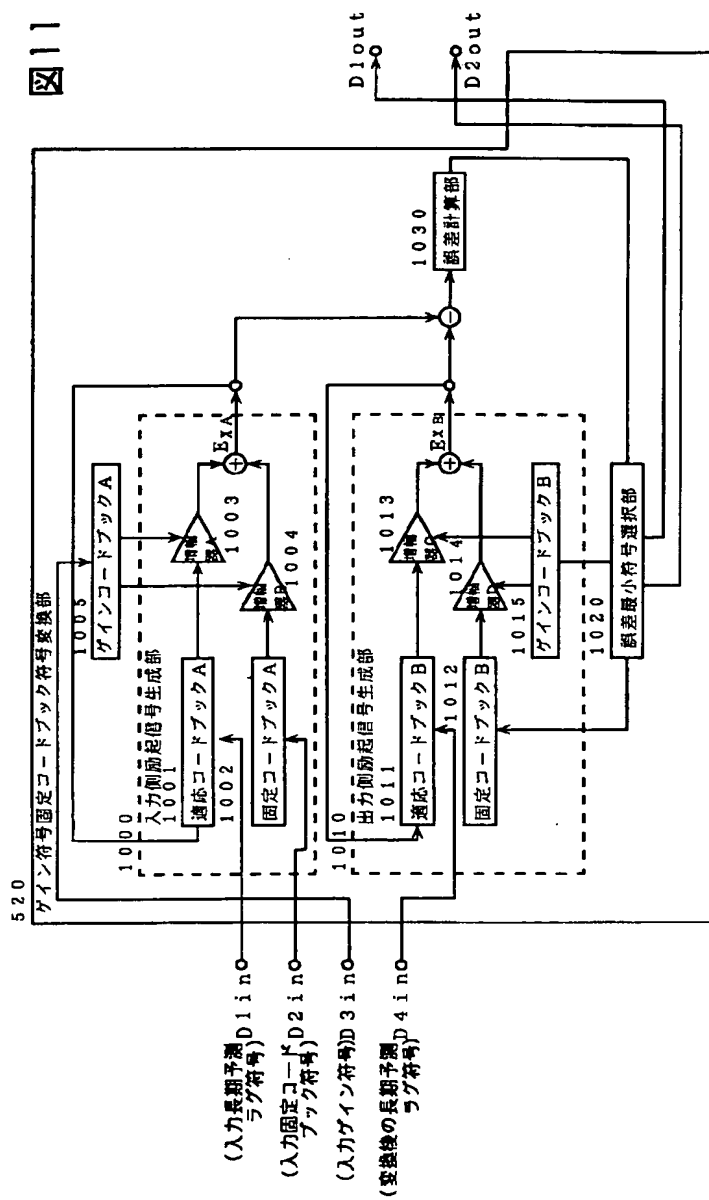 図11
520
ゲイン符号固定コードブック符号変換部
1005
ゲインコードブックA
1000
入力側励起信号生成部
1001
適応コードブックA
1002
固定コードブックA
増幅
器A
1003
増幅
器B
1004
ExA
1010
出力側励起信号生成部
1011
適応コードブックB
1012
固定コードブックB
増幅
器C
1013
増幅
器D
1014
ExB
1015
ゲインコードブックB
1020
誤差最小符号選択部
1030
誤差計算部
D1out
D2out
D1in
(入力長期予測
ラグ符号)
D2in
(入力固定コード
ブック符号)
(入力ゲイン符号)D3in
D4in
(変換後の長期予測
ラグ符号)